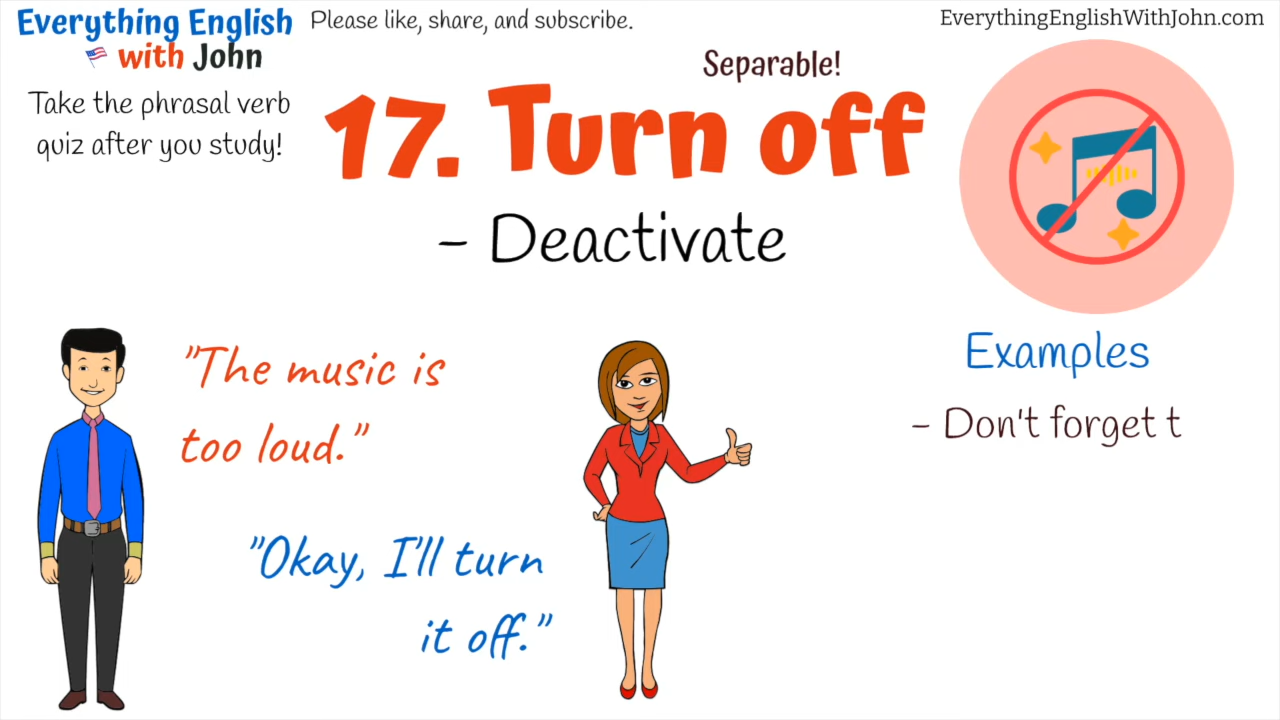 Everything English
with John
Please like, share, and subscribe.
EverythingEnglishWithJohn.com
Take the phrasal verb
quiz after you study!
Separable!
17. Turn off
- Deactivate
"The music is
too loud."
"Okay, I'll turn
it off."
Examples
- Don't forget t